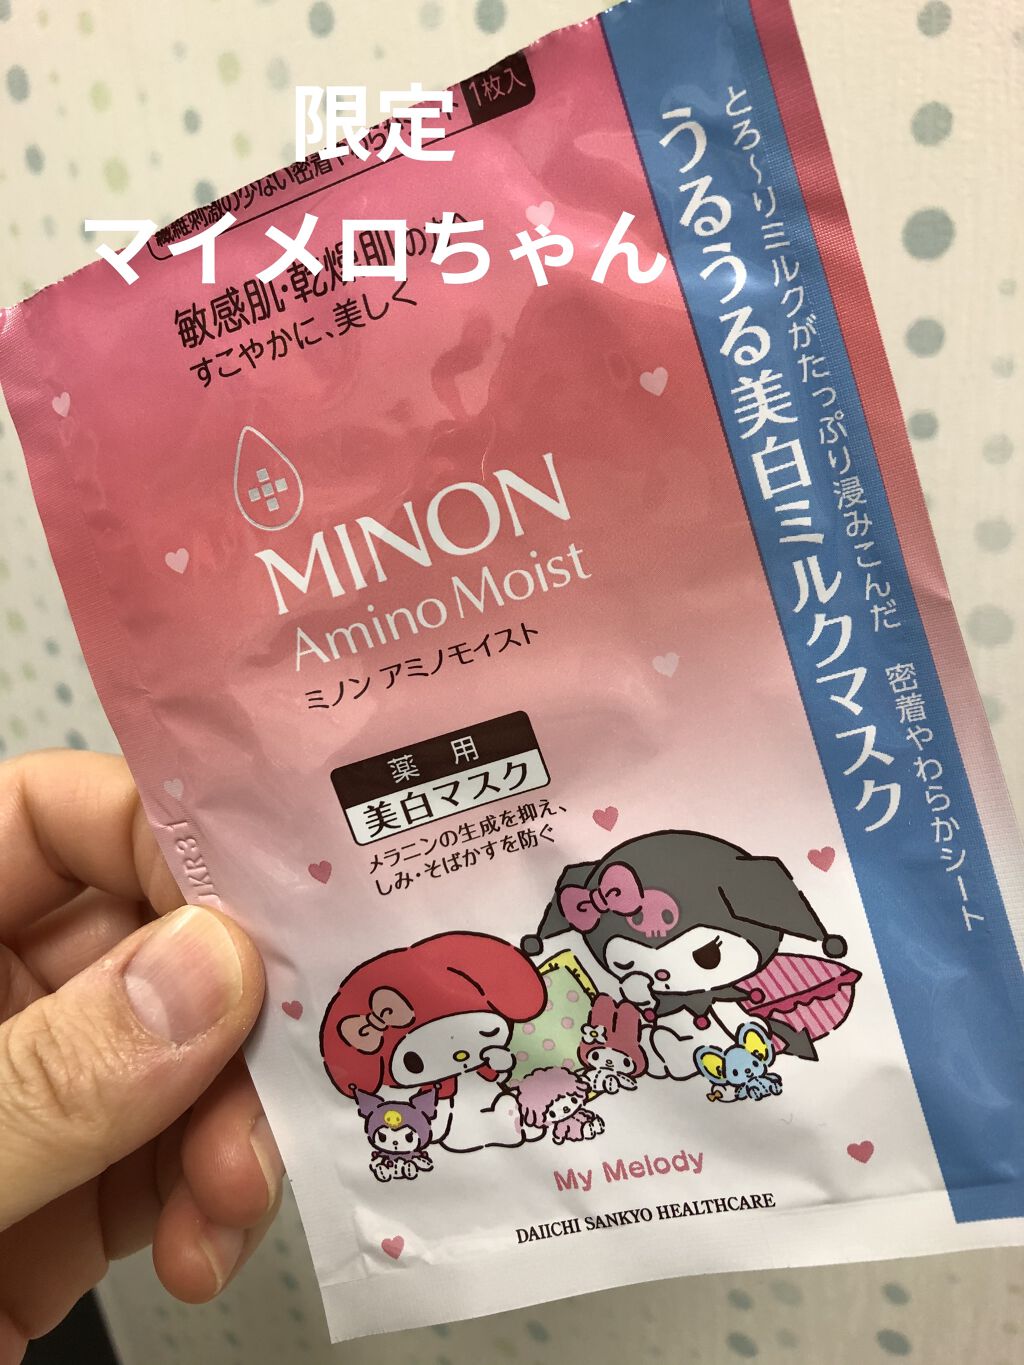 限定
マイメロちゃん
1枚入
敏感肌・乾燥肌の方へ
すこやかに、美しく
MINON
Amino Moist
ミノン アミノモイスト
薬用
美白マスク
メラニンの生成を抑え、
しみ・そばかすを防ぐ
とろ～りミルクがたっぷり浸みこんだ 密着やわらかシート
うるうる美白ミルクマスク
My Melody
DAIICHI SANKYO HEALTHCARE